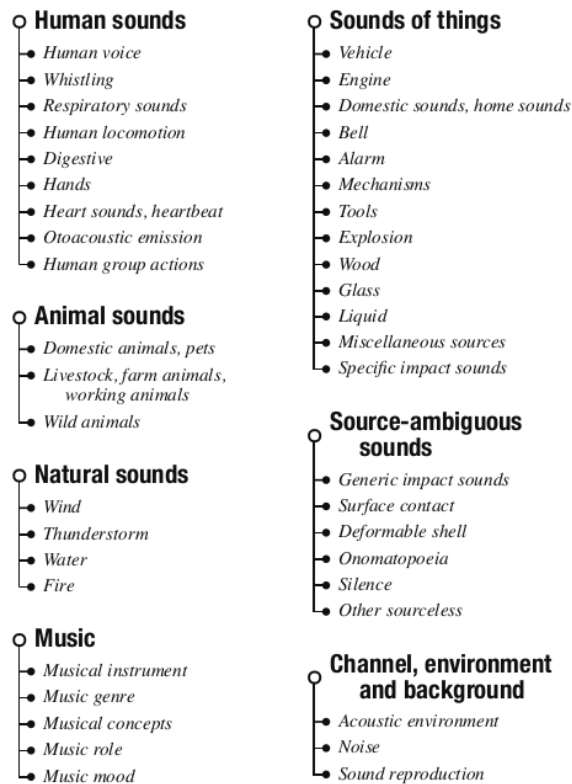 Human sounds
Human voice
Whistling
Respiratory sounds
Human locomotion
Digestive
Hands
Heart sounds, heartbeat
Otoacoustic emission
Human group actions
Animal sounds
Domestic animals, pets
Livestock, farm animals,
working animals
Wild animals
Natural sounds
Wind
Thunderstorm
Water
Fire
Music
Musical instrument
Music genre
Musical concepts
Music role
Music mood
Sounds of things
Vehicle
Engine
Domestic sounds, home sounds
Bell
Alarm
Mechanisms
Tools
Explosion
Wood
Glass
Liquid
Miscellaneous sources
Specific impact sounds
Source-ambiguous
sounds
Generic impact sounds
Surface contact
Deformable shell
Onomatopoeia
Silence
Other sourceless
Channel, environment
and background
Acoustic environment
Noise
Sound reproduction